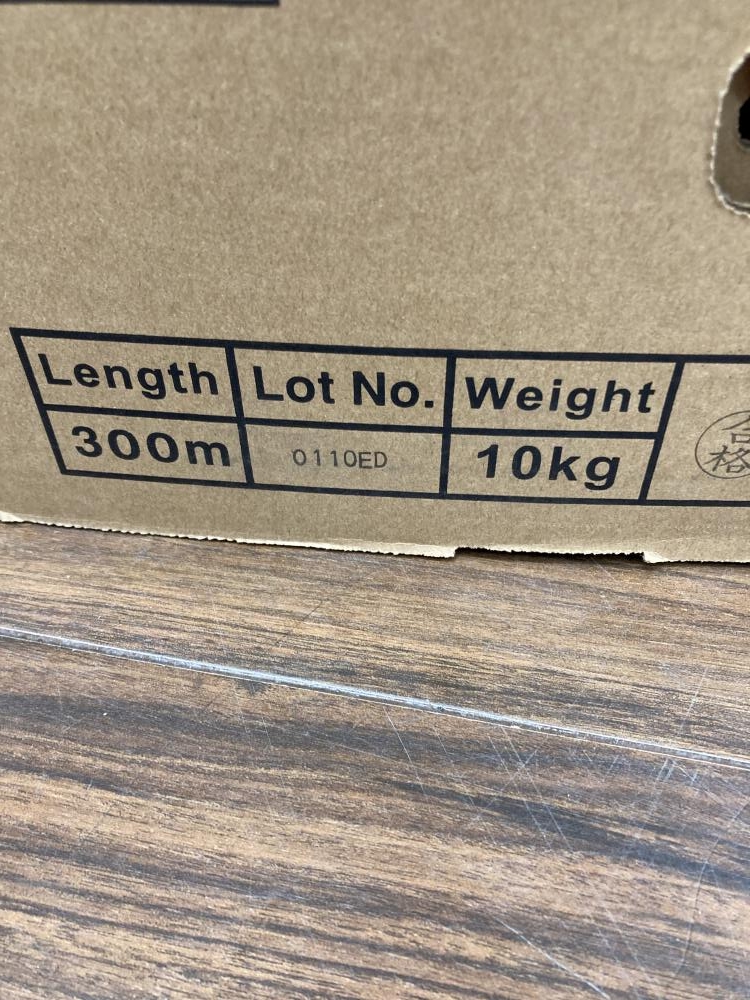 Length Lot No. Weight
300m 0110ED 10kg
合格